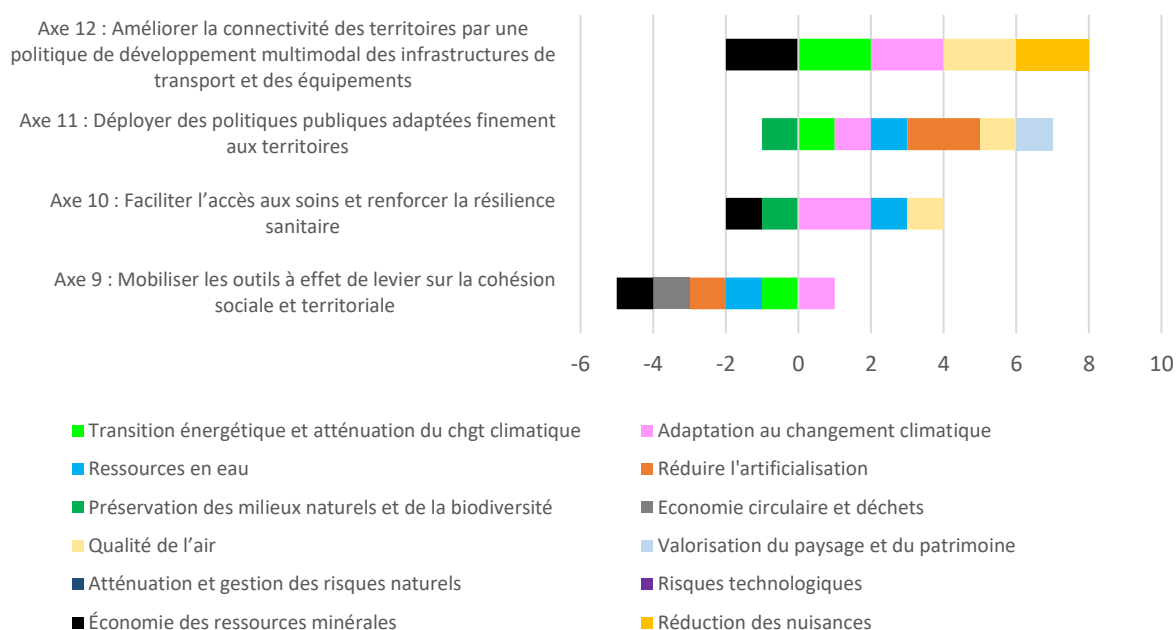 Axe 12 : Améliorer la connectivité des territoires par une
politique de développement multimodal des infrastructures de
transport et des équipements
Axe 11 : Déployer des politiques publiques adaptées finement
aux territoires
Axe 10 : Faciliter l’accès aux soins et renforcer la résilience
sanitaire
Axe 9 : Mobiliser les outils à effet de levier sur la cohésion
sociale et territoriale
-6 -4 -2 0 2 4 6 8 10
Transition énergétique et atténuation du chgt climatique
Adaptation au changement climatique
Ressources en eau
Réduire l'artificialisation
Préservation des milieux naturels et de la biodiversité
Economie circulaire et déchets
Qualité de l’air
Valorisation du paysage et du patrimoine
Atténuation et gestion des risques naturels
Risques technologiques
Économie des ressources minérales
Réduction des nuisances